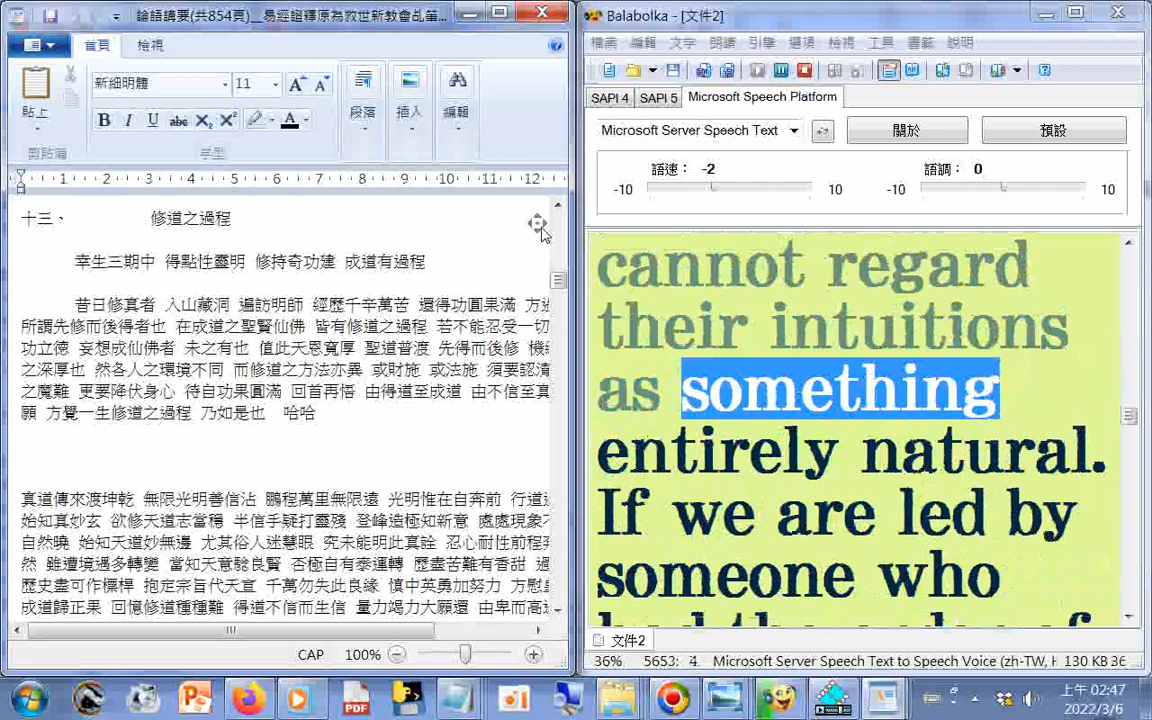 論語講要(共854頁)__易經證釋原為救世新教會乩筆...
首頁 檢視
貼上
剪貼簿
新細明體 11
B I U abc X₂ X² A
字型
段落
插入
編輯
1 2 3 4 5 6 7 8 9 10 11 12
十三、 修道之過程
幸生三期中 得點性靈明 修持奇功建 成道有過程
昔日修真者 入山藏洞 遍訪明師 經歷千辛萬苦 還得功圓果滿 方
所謂先修而後得者也 在成道之聖賢仙佛 皆有修道之過程 若不能忍受一切
功立德 妄想成仙佛者 未之有也 值此天恩寬厚 聖道普渡 先得而後修 機
之深厚也 然各人之環境不同 而修道之方法亦異 或財施 或法施 須要認清
之魔難 更要降伏身心 待自功果圓滿 回首再悟 由得道至成道 由不信至真
願 方覺一生修道之過程 乃如是也 哈哈
真道傳來渡坤乾 無限光明善信沾 鵬程萬里無限遠 光明惟在自奔前 行道
始知真妙玄 欲修天道志當穩 半信乎疑打靈殘 登峰造極知新意 處處現象
自然曉 始知天道妙無邊 尤其俗人迷慧眼 究未能明此真詮 忍心耐性前程
然 雖遭境遇多轉變 當知天意驗良賢 否極自有泰運轉 歷盡苦難有香甜
歷史盡可作標桿 抱定宗旨代天宣 千萬勿失此良緣 慎中英勇加努力 方慰
成道歸正果 回憶修道種種難 得道不信而生信 量力竭力大願還 由卑而高
CAP 100%
Balabolka - [文件2]
檔案 編輯 文字 朗讀 引擎 選項 檢視 工具 書籤 說明
SAPI 4 SAPI 5 Microsoft Speech Platform
Microsoft Server Speech Text 關於 預設
語速： -2 語調： 0
-10 10 -10 10
cannot regard
their intuitions
as something
entirely natural.
If we are led by
someone who
文件2
36% 5653: 4 Microsoft Server Speech Text to Speech Voice (zh-TW, H 130 KB 36
上午 02:47
2022/3/6